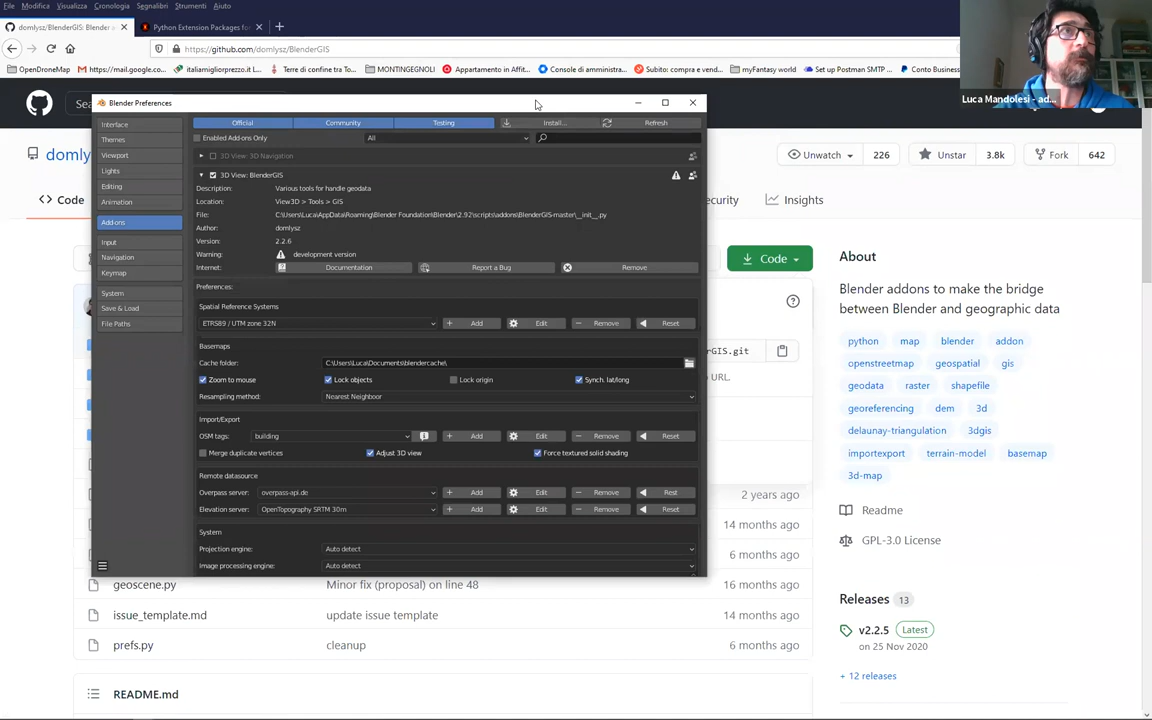 File Modifica Visualizza Cronologia Segnalibri Strumenti Aiuto
domlysz/BlenderGIS: Blender a
Python Extension Packages fo
https://github.com/domlysz/BlenderGIS
OpenDroneMap https://mail.google.co... italiamigliorprezzo.it L... Terre di confine tra To... MONTINGEGNOLI Appartamento in Affit... Console di amministra... Subito: compra e vend... myFantasy world Set up Postman SMTP ... Conto Business
Luca Mandolesi - ad...
Sea
Blender Preferences
domly
Unwatch 226
Unstar 3.8k
Fork 642
Code
ecurity
Insights
Interface
Themes
Viewport
Lights
Editing
Animation
Add-ons
Input
Navigation
Keymap
System
Save & Load
File Paths
Official Community Testing Install... Refresh
Enabled Add-ons Only All
3D View: 3D Navigation
3D View: BlenderGIS
Description: Various tools for handle geodata
Location: View3D > Tools > GIS
File: C:\Users\Luca\AppData\Roaming\Blender Foundation\Blender\2.92\scripts\addons\BlenderGIS-master\__init__.py
Author: domlysz
Version: 2.2.6
Warning: development version
Internet: Documentation Report a Bug Remove
Preferences:
Spatial Reference Systems
ETRS89 / UTM zone 32N Add Edit Remove Reset
Basemaps
Cache folder: C:\Users\Luca\Documents\blendercache\
Zoom to mouse Lock objects Lock origin Synch. lat/long
Resampling method: Nearest Neighboor
Import/Export
OSM tags: building Add Edit Remove Reset
Merge duplicate vertices Adjust 3D view Force textured solid shading
Remote datasource
Overpass server: overpass-api.de Add Edit Remove Rest
Elevation server: OpenTopography SRTM 30m Add Edit Remove Reset
System
Projection engine: Auto detect
Image processing engine: Auto detect
Code
erGIS.git
URL.
2 years ago
14 months ago
6 months ago
geoscene.py Minor fix (proposal) on line 48 16 months ago
issue_template.md update issue template 14 months ago
prefs.py cleanup 6 months ago
README.md
About
Blender addons to make the bridge
between Blender and geographic data
python map blender addon
openstreetmap geospatial gis
geodata raster shapefile
georeferencing dem 3d
delaunay-triangulation 3dgis
importexport terrain-model basemap
3d-map
Readme
GPL-3.0 License
Releases 13
v2.2.5 Latest
on 25 Nov 2020
+ 12 releases